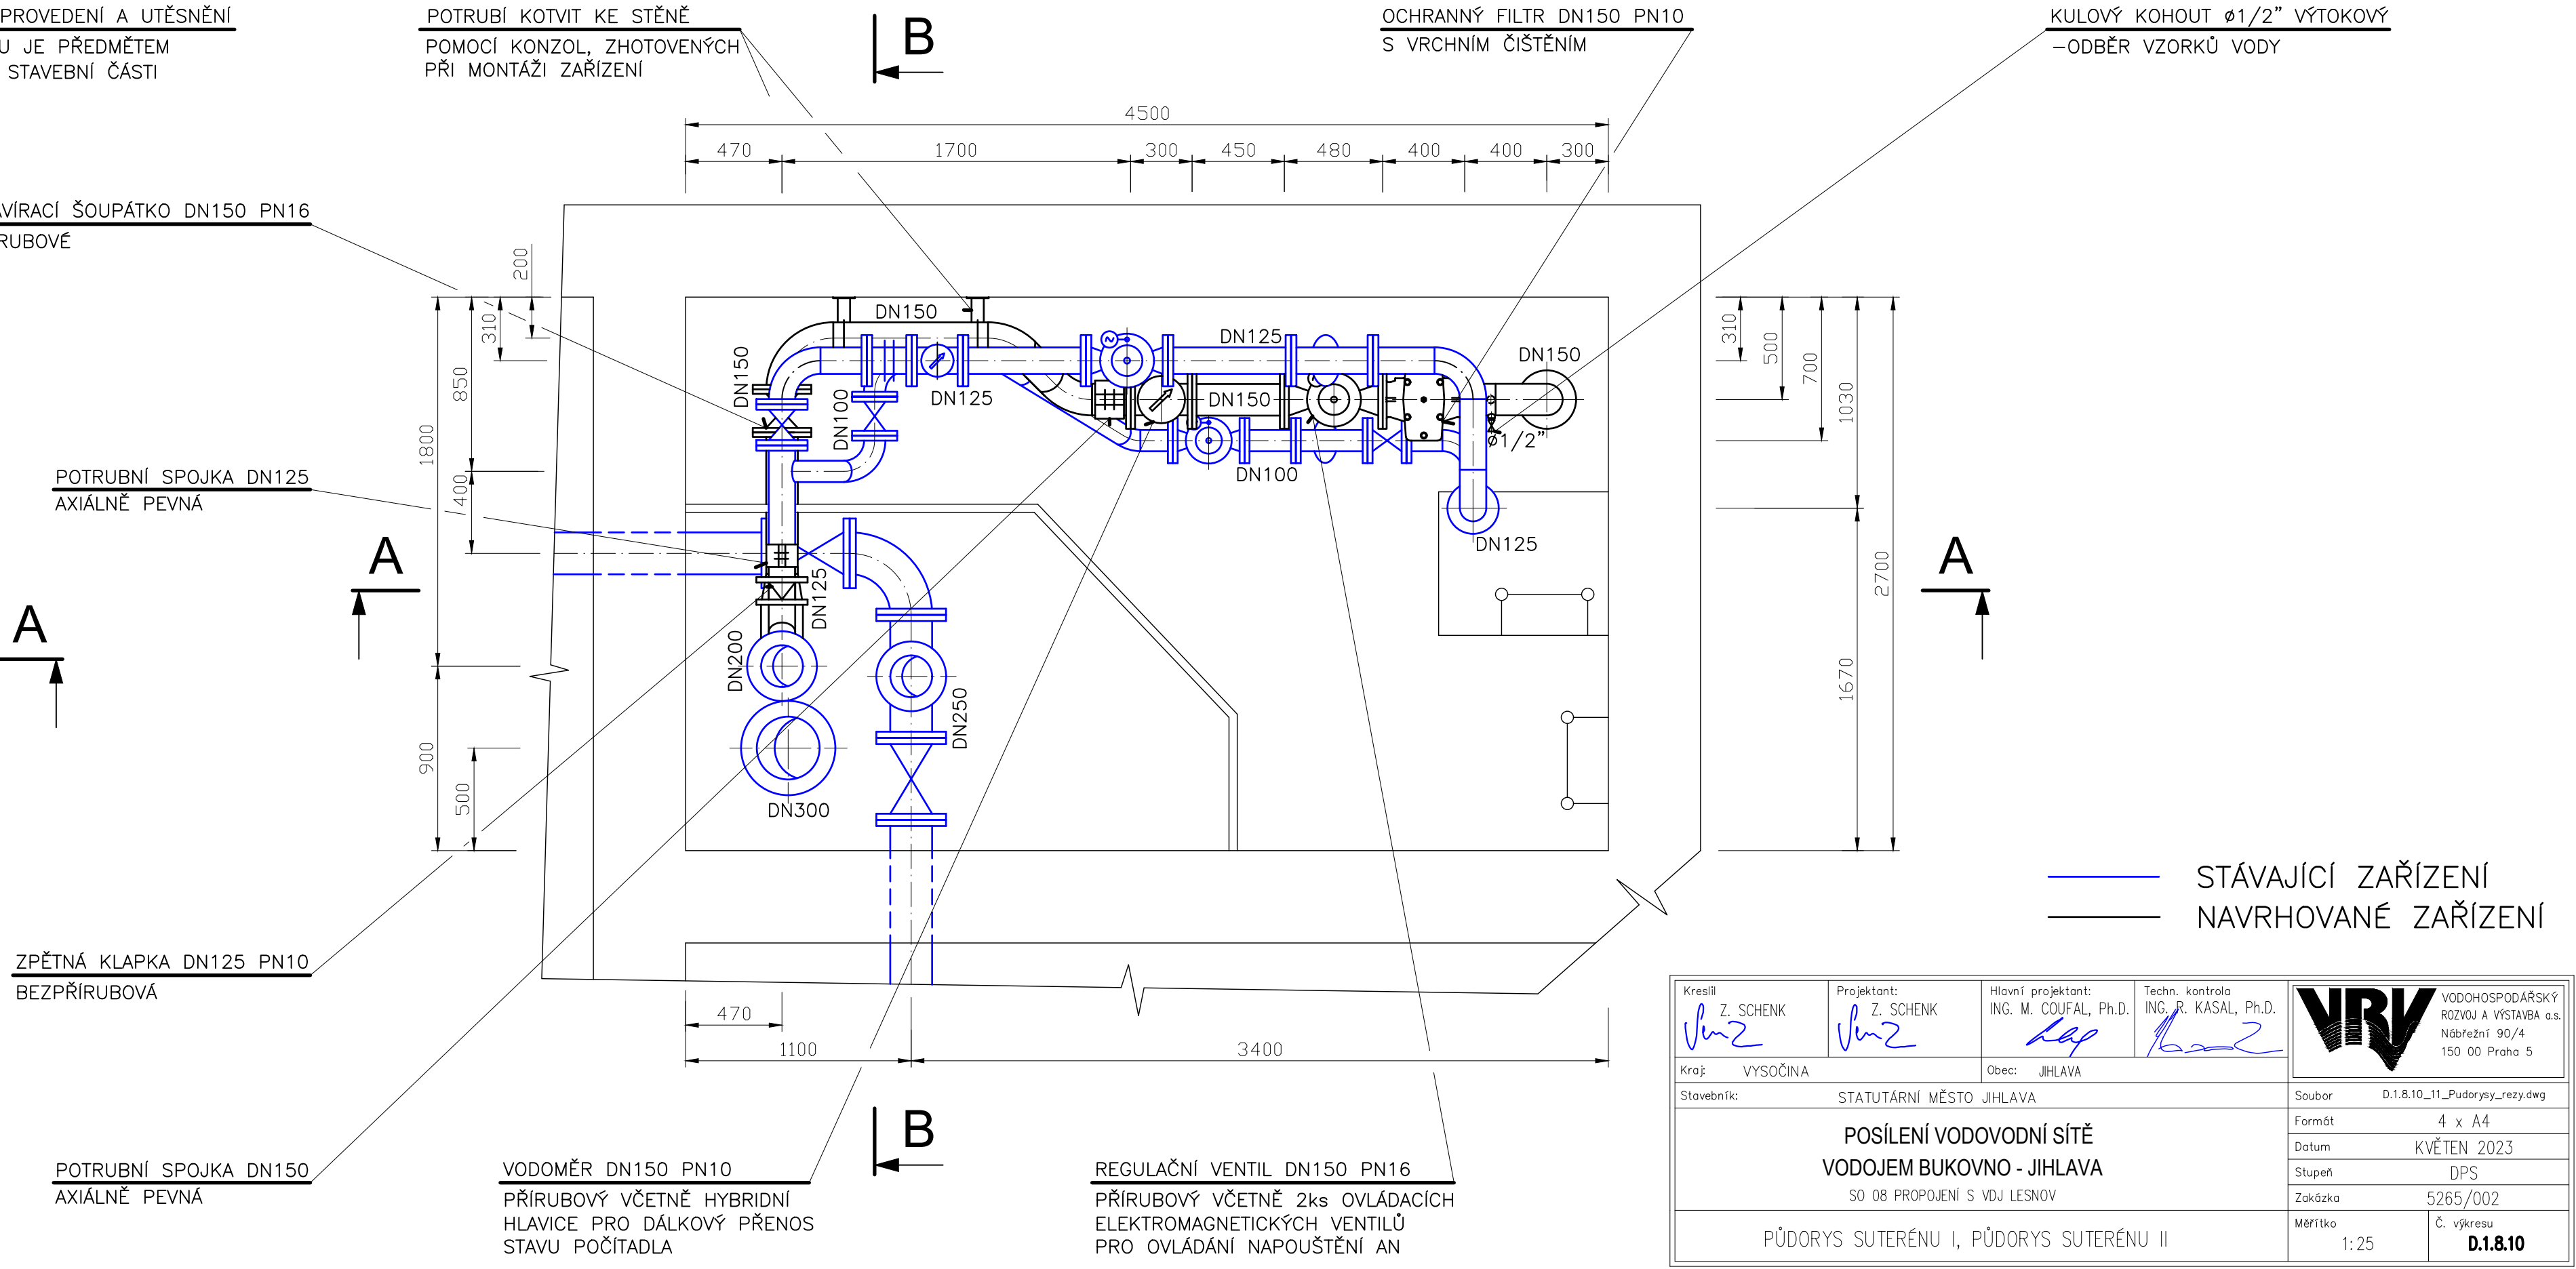 PROVEDENÍ A UTĚSNĚNÍ
U JE PŘEDMĚTEM
STAVEBNÍ ČÁSTI
POTRUBÍ KOTVIT KE STĚNĚ
POMOCÍ KONZOL, ZHOTOVENÝCH
PŘI MONTÁŽI ZAŘÍZENÍ
B
OCHRANNÝ FILTR DN150 PN10
S VRCHNÍM ČIŠTĚNÍM
KULOVÝ KOHOUT ø1/2" VÝTOKOVÝ
-ODBĚR VZORKŮ VODY
4500
470
1700
300
450
480
400
400
300
AVÍRACÍ ŠOUPÁTKO DN150 PN16
RUBOVÉ
200
310
850
1800
400
900
500
DN150
DN150
DN125
DN100
DN125
DN150
DN150
ø1/2"
DN100
DN125
310
500
700
1030
1670
2700
POTRUBNÍ SPOJKA DN125
AXIÁLNĚ PEVNÁ
A
A
A
DN125
DN200
DN250
DN300
STÁVAJÍCÍ ZAŘÍZENÍ
NAVRHOVANÉ ZAŘÍZENÍ
ZPĚTNÁ KLAPKA DN125 PN10
BEZPŘÍRUBOVÁ
470
1100
3400
B
POTRUBNÍ SPOJKA DN150
AXIÁLNĚ PEVNÁ
VODOMĚR DN150 PN10
PŘÍRUBOVÝ VČETNĚ HYBRIDNÍ
HLAVICE PRO DÁLKOVÝ PŘENOS
STAVU POČÍTADLA
REGULAČNÍ VENTIL DN150 PN16
PŘÍRUBOVÝ VČETNĚ 2ks OVLÁDACÍCH
ELEKTROMAGNETICKÝCH VENTILŮ
PRO OVLÁDÁNÍ NAPOUŠTĚNÍ AN
Kreslil
Z. SCHENK
Projektant:
Z. SCHENK
Hlavní projektant:
ING. M. COUFAL, Ph.D.
Techn. kontrola
ING. R. KASAL, Ph.D.
VRV
VODOHOSPODÁŘSKÝ
ROZVOJ A VÝSTAVBA a.s.
Nábřežní 90/4
150 00 Praha 5
Kraj: VYSOČINA
Obec: JIHLAVA
Stavebník: STATUTÁRNÍ MĚSTO JIHLAVA
Soubor D.1.8.10_11_Pudorysy_rezy.dwg
Formát 4 x A4
Datum KVĚTEN 2023
Stupeň DPS
Zakázka 5265/002
POSÍLENÍ VODOVODNÍ SÍTĚ
VODOJEM BUKOVNO - JIHLAVA
SO 08 PROPOJENÍ S VDJ LESNOV
PŮDORYS SUTERÉNU I, PŮDORYS SUTERÉNU II
Měřítko
1:25
Č. výkresu
D.1.8.10